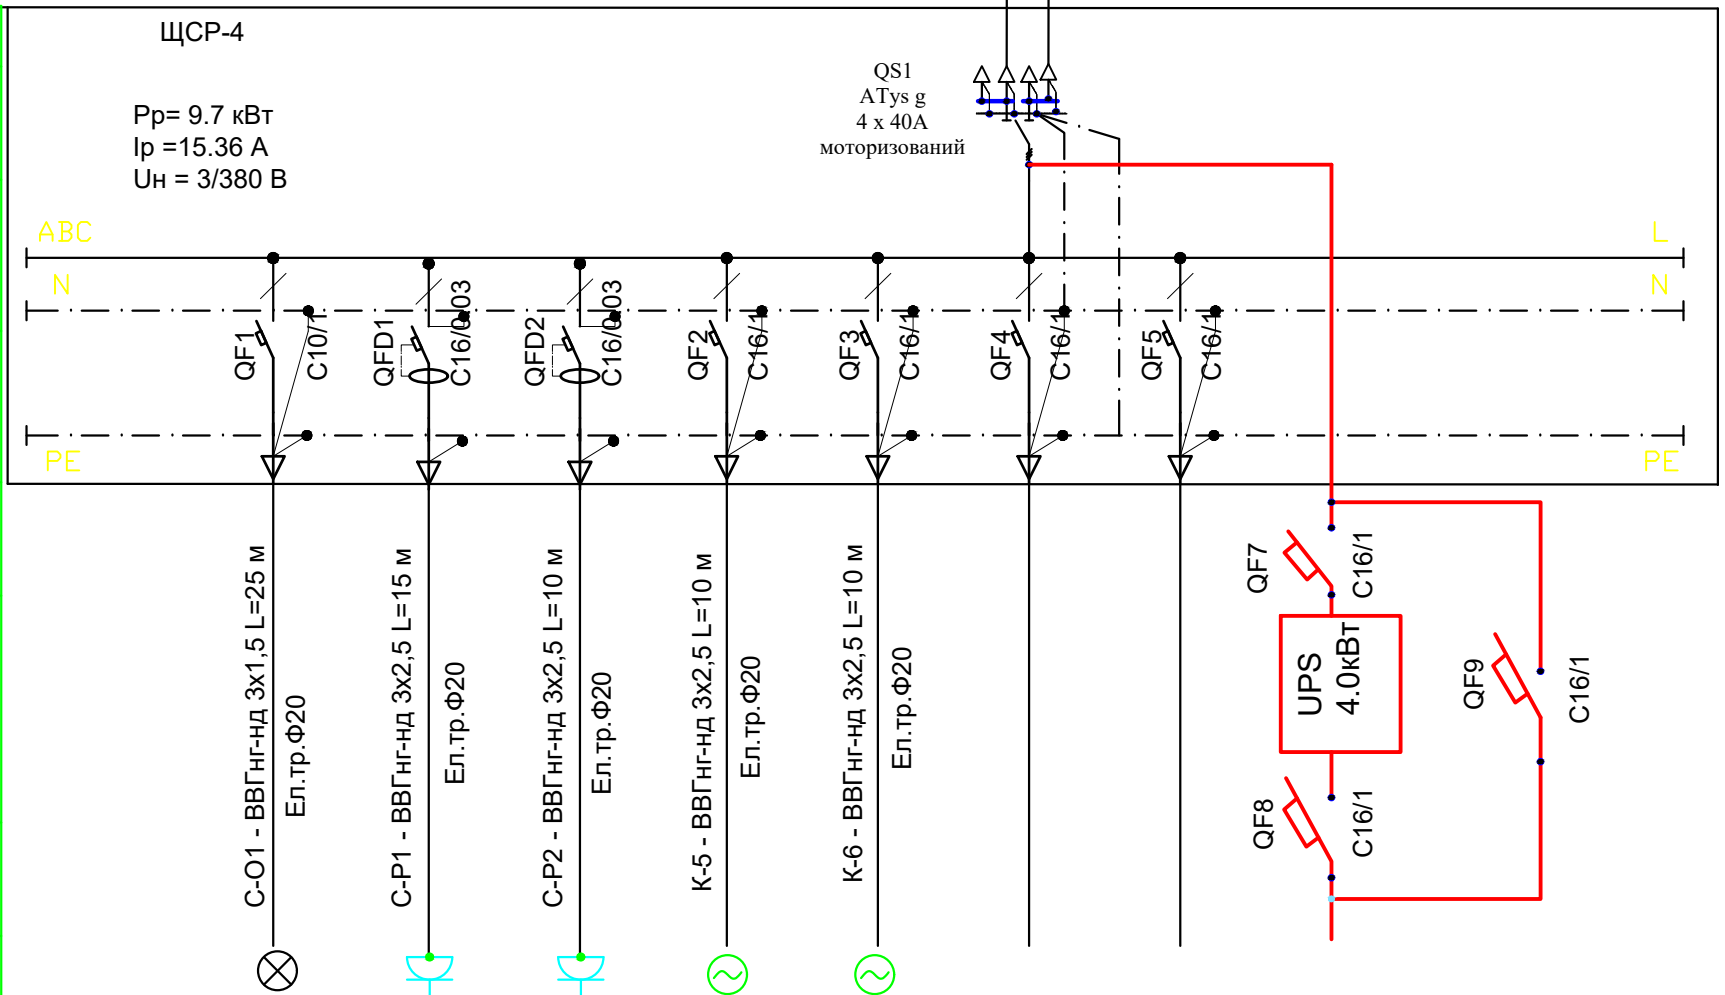 ЩСР-4
Рр= 9.7 кВт
Ip =15.36 А
Uн = 3/380 В
QS1
ATys g
4 x 40A
моторизований
ABC
L
N
N
QF1
C10/1
QFD1
C16/0,03
QFD2
C16/0,03
QF2
C16/1
QF3
C16/1
QF4
C16/1
QF5
C16/1
PE
PE
С-О1 - ВВГнг-нд 3х1,5 L=25 м
Ел.тр.Ф20
С-Р1 - ВВГнг-нд 3х2,5 L=15 м
Ел.тр.Ф20
С-Р2 - ВВГнг-нд 3х2,5 L=10 м
Ел.тр.Ф20
К-5 - ВВГнг-нд 3х2,5 L=10 м
Ел.тр.Ф20
К-6 - ВВГнг-нд 3х2,5 L=10 м
Ел.тр.Ф20
QF7
C16/1
UPS
4.0кВт
QF8
C16/1
QF9
C16/1